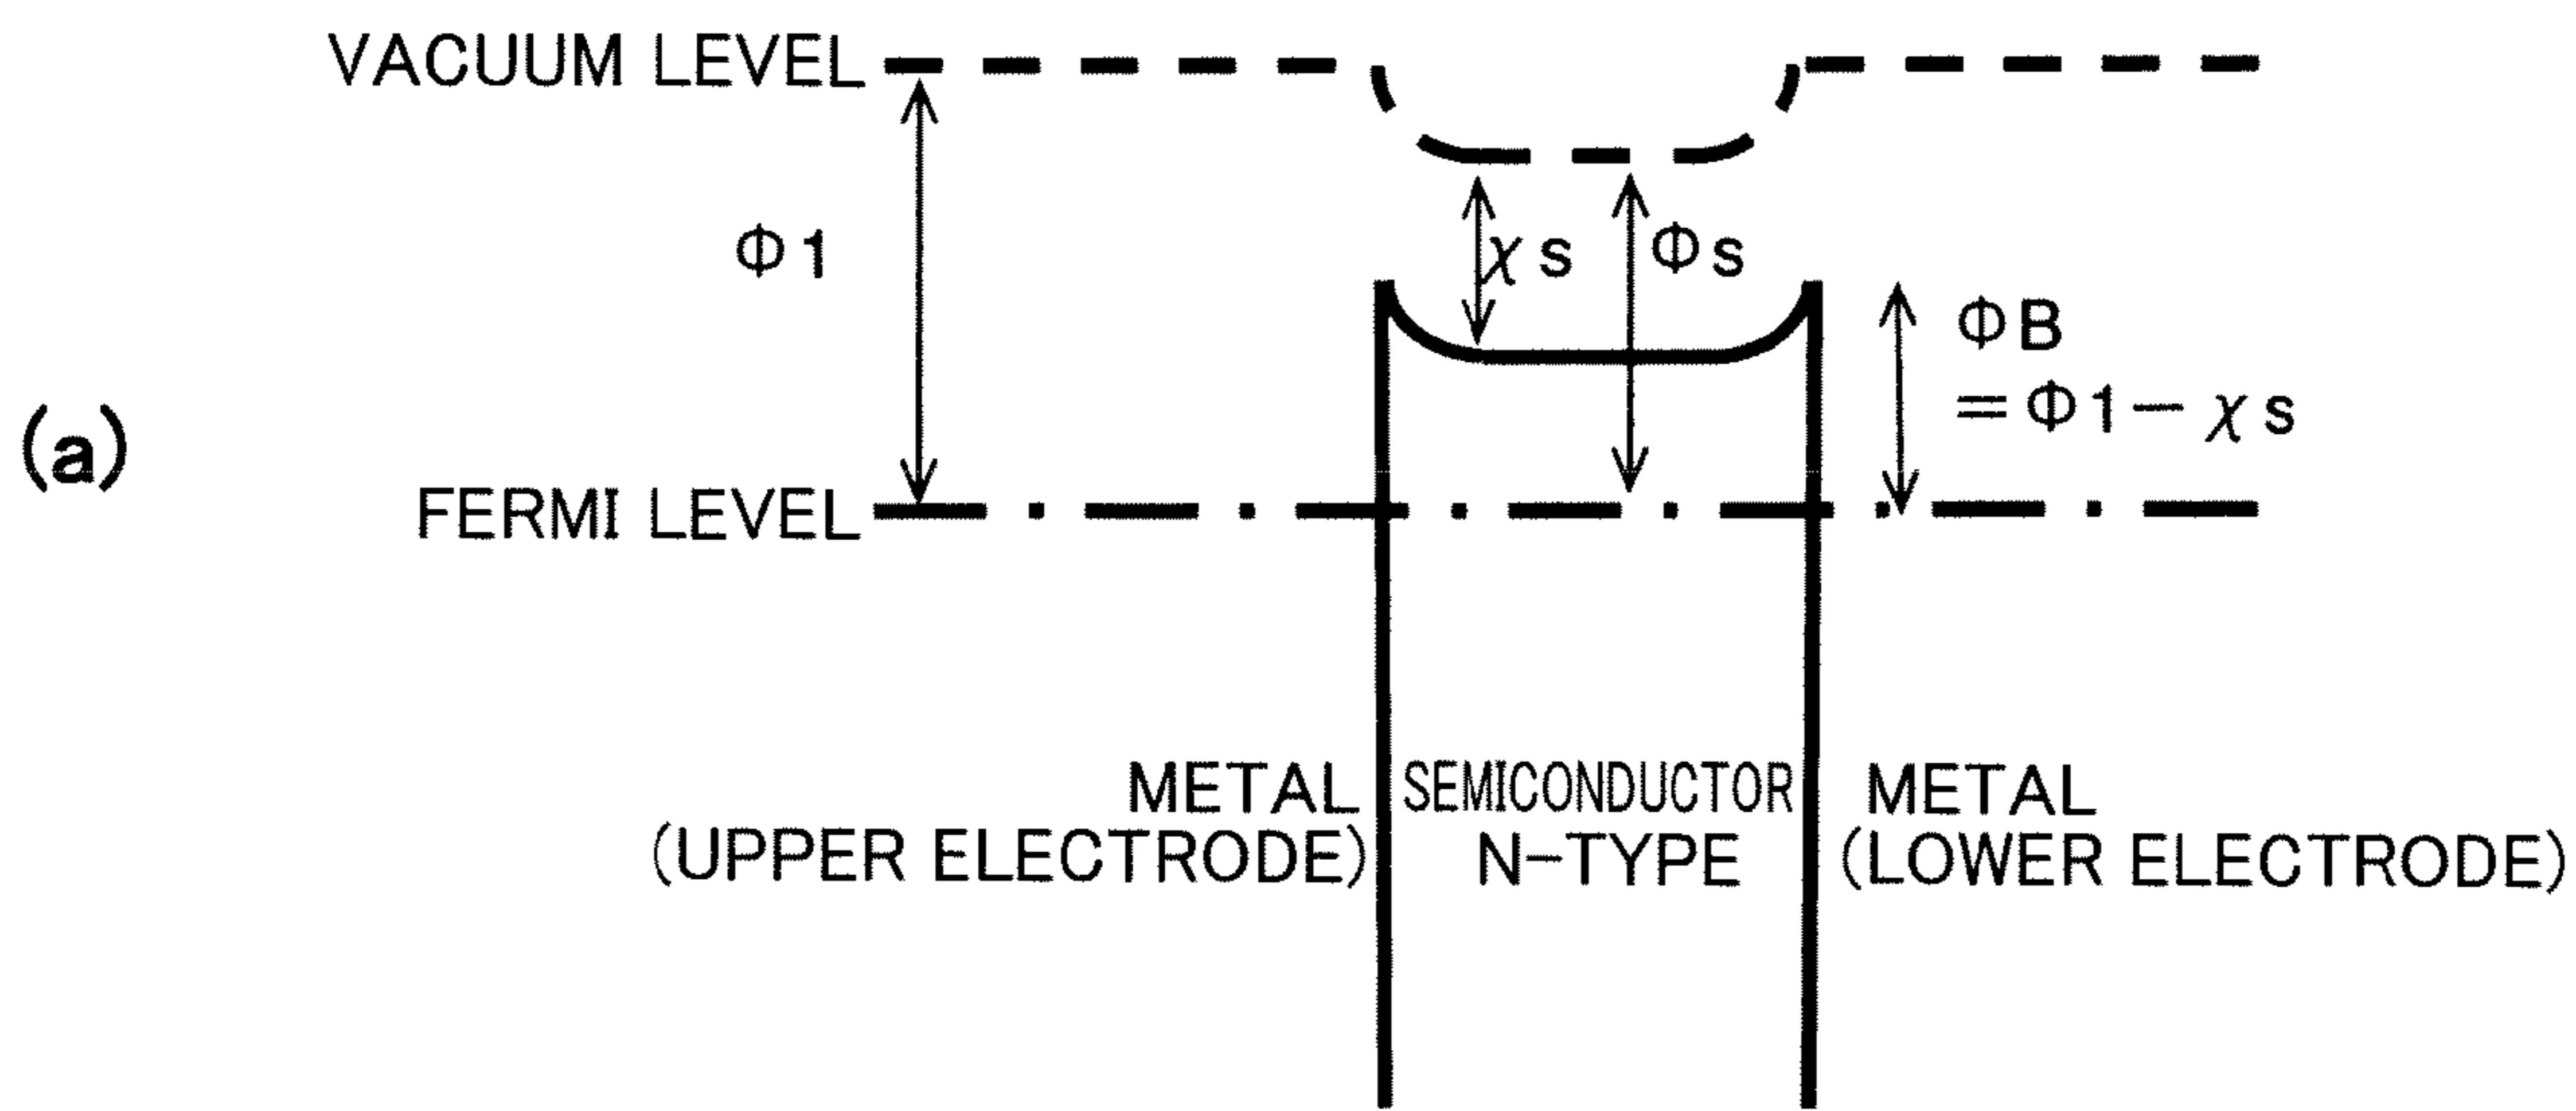 VACUUM LEVEL
Φ1
χs
Φs
ΦB
=Φ1−χs
(a)
FERMI LEVEL
METAL
(UPPER ELECTRODE)
SEMICONDUCTOR
N-TYPE
METAL
(LOWER ELECTRODE)